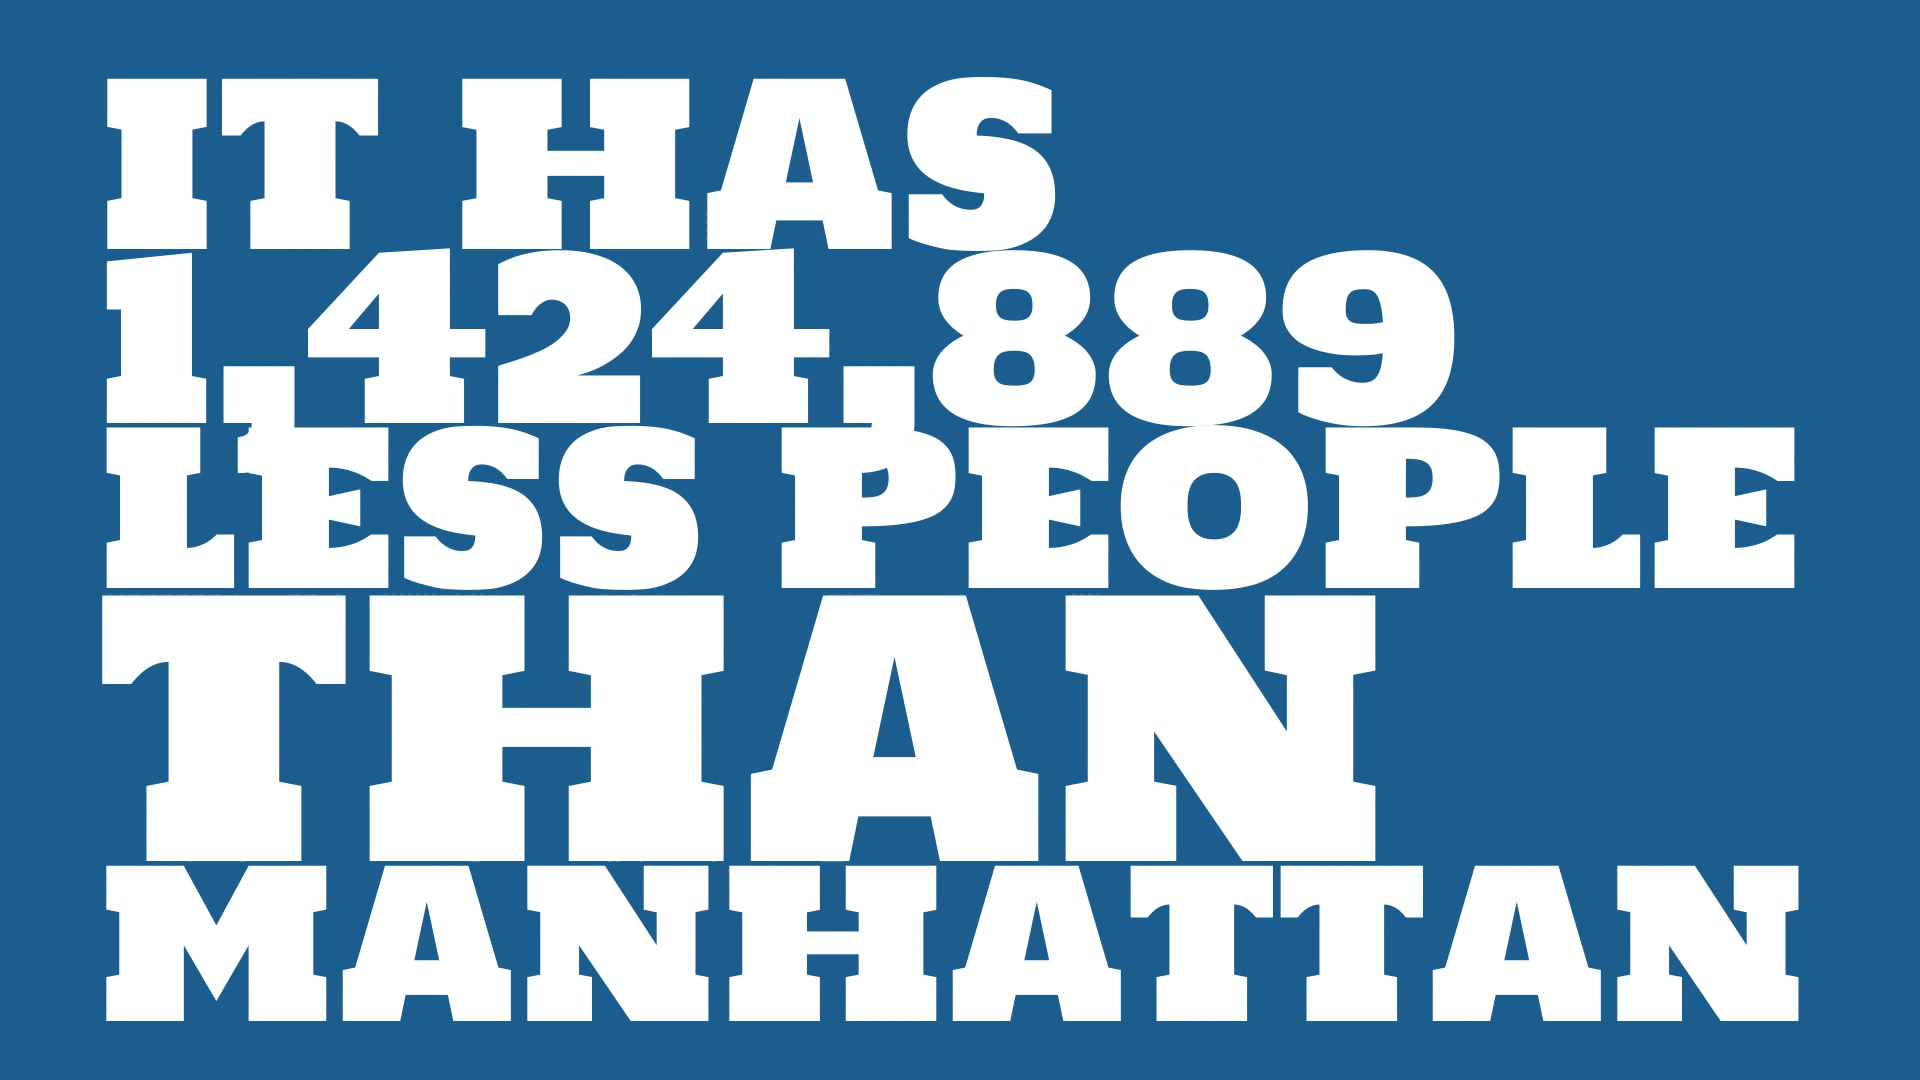 IT HAS
1,424,889
LESS PEOPLE
THAN
MANHATTAN